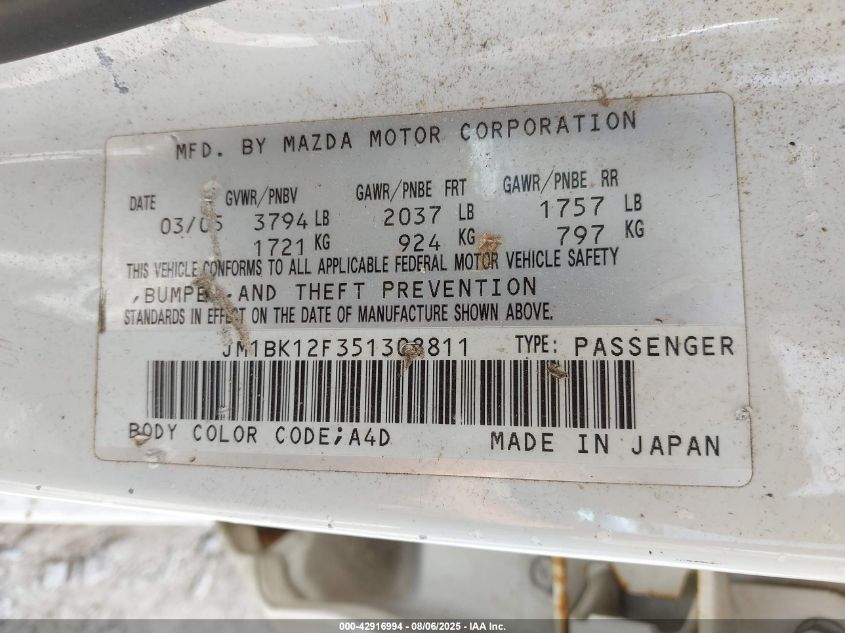 MFD. BY MAZDA MOTOR CORPORATION
DATE GVWR/PNBV GAWR/PNBE FRT GAWR/PNBE RR
03/05 3794 LB 2037 LB 1757 LB
1721 KG 924 KG 797 KG
THIS VEHICLE CONFORMS TO ALL APPLICABLE FEDERAL MOTOR VEHICLE SAFETY
AND THEFT PREVENTION
STANDARDS IN EFFECT ON THE DATE OF MANUFACTURE SHOWN ABOVE.
JM1BK12F351308811 TYPE: PASSENGER
BODY COLOR CODE;A4D MADE IN JAPAN
000-42916994 - 08/06/2025 - IAA Inc.